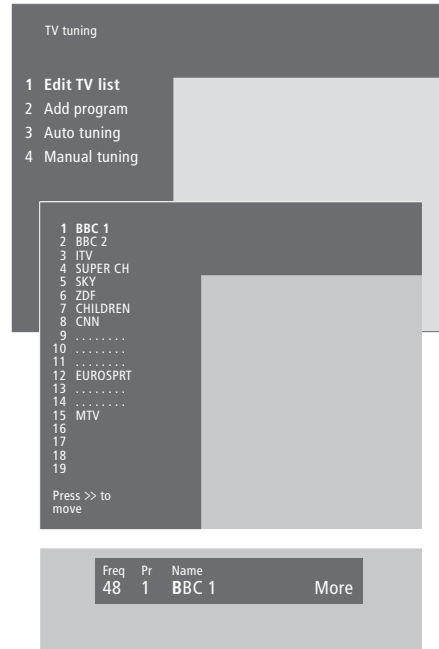 TV tuning
1 Edit TV list
2 Add program
3 Auto tuning
4 Manual tuning
1 BBC 1
2 BBC 2
3 ITV
4 SUPER CH
5 SKY
6 ZDF
7 CHILDREN
8 CNN
9 ........
10 ........
11 ........
12 EUROSPRT
13 ........
14 ........
15 MTV
16
17
18
19
Press >> to
move
Freq Pr Name
48 1 BBC 1 More